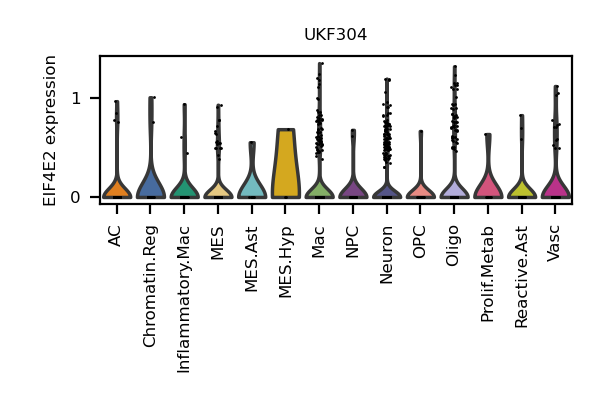 UKF304
EIF4E2 expression
1
0
AC
Chromatin.Reg
Inflammatory.Mac
MES
MES.Ast
MES.Hyp
Mac
NPC
Neuron
OPC
Oligo
Prolif.Metab
Reactive.Ast
Vasc